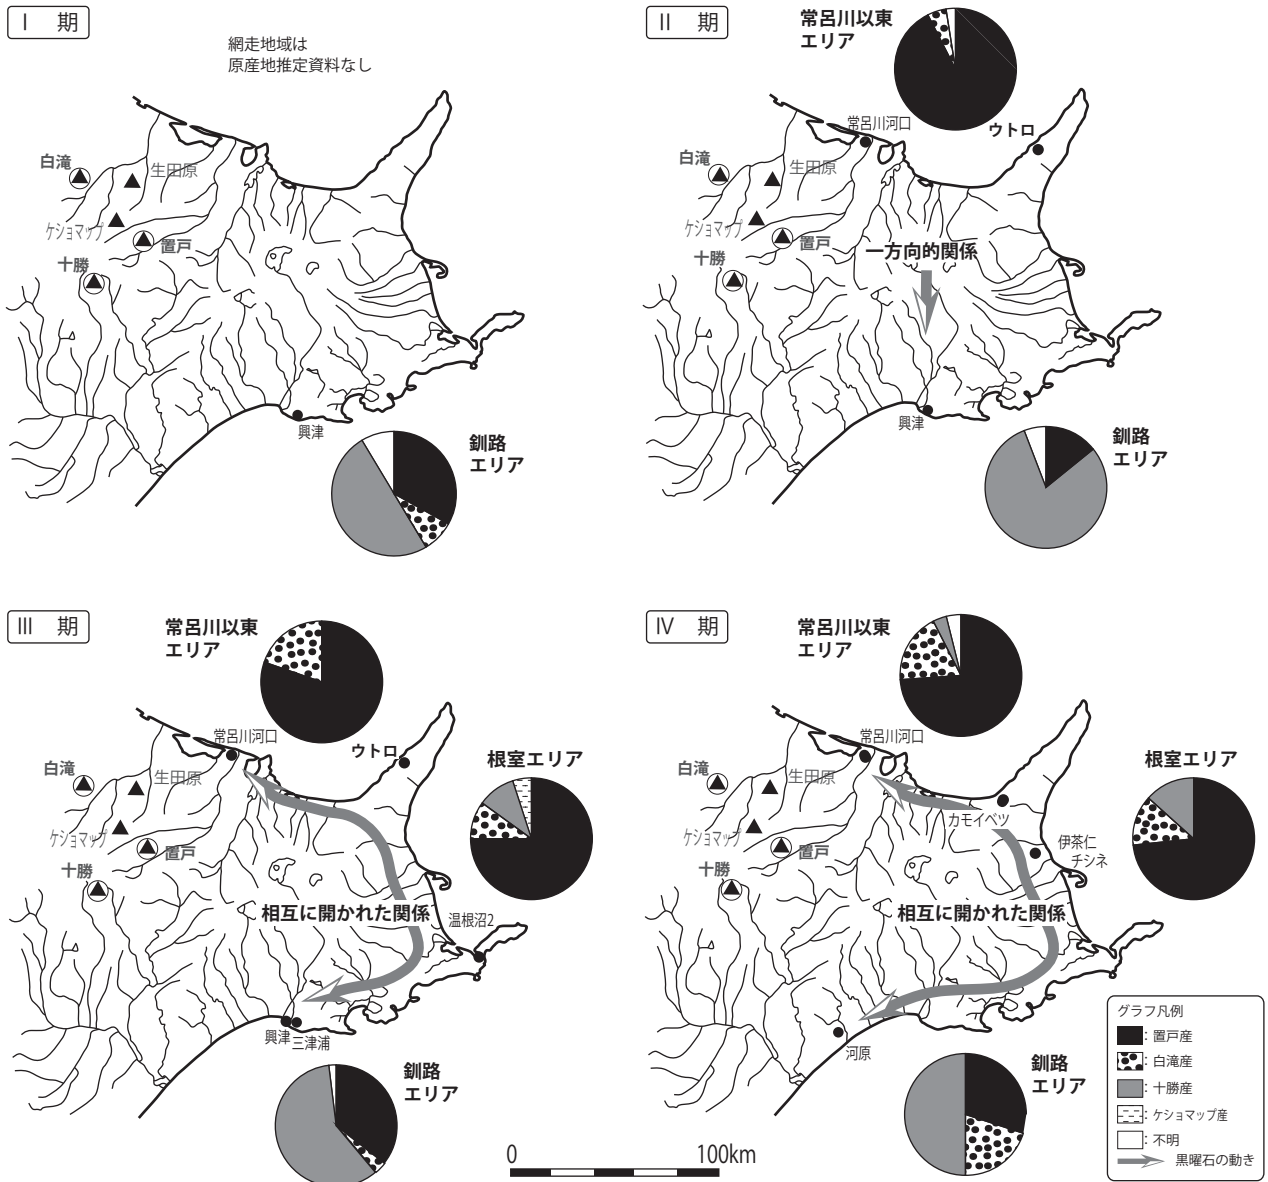 Ⅰ 期
網走地域は
原産地推定資料なし
白滝
生田原
ケショマップ
置戸
十勝
興津
釧路
エリア
Ⅱ 期
常呂川以東
エリア
常呂川河口
ウトロ
白滝
生田原
ケショマップ
置戸
十勝
一方向的関係
興津
釧路
エリア
Ⅲ 期
常呂川以東
エリア
常呂川河口
ウトロ
根室エリア
白滝
生田原
ケショマップ
置戸
十勝
相互に開かれた関係
温根沼2
興津
三津浦
釧路
エリア
Ⅳ 期
常呂川以東
エリア
常呂川河口
根室エリア
白滝
生田原
カモイベツ
ケショマップ
置戸
伊茶仁
チシネ
十勝
相互に開かれた関係
河原
釧路
エリア
グラフ凡例
: 置戸産
: 白滝産
: 十勝産
: ケショマップ産
: 不明
黒曜石の動き
0 100km